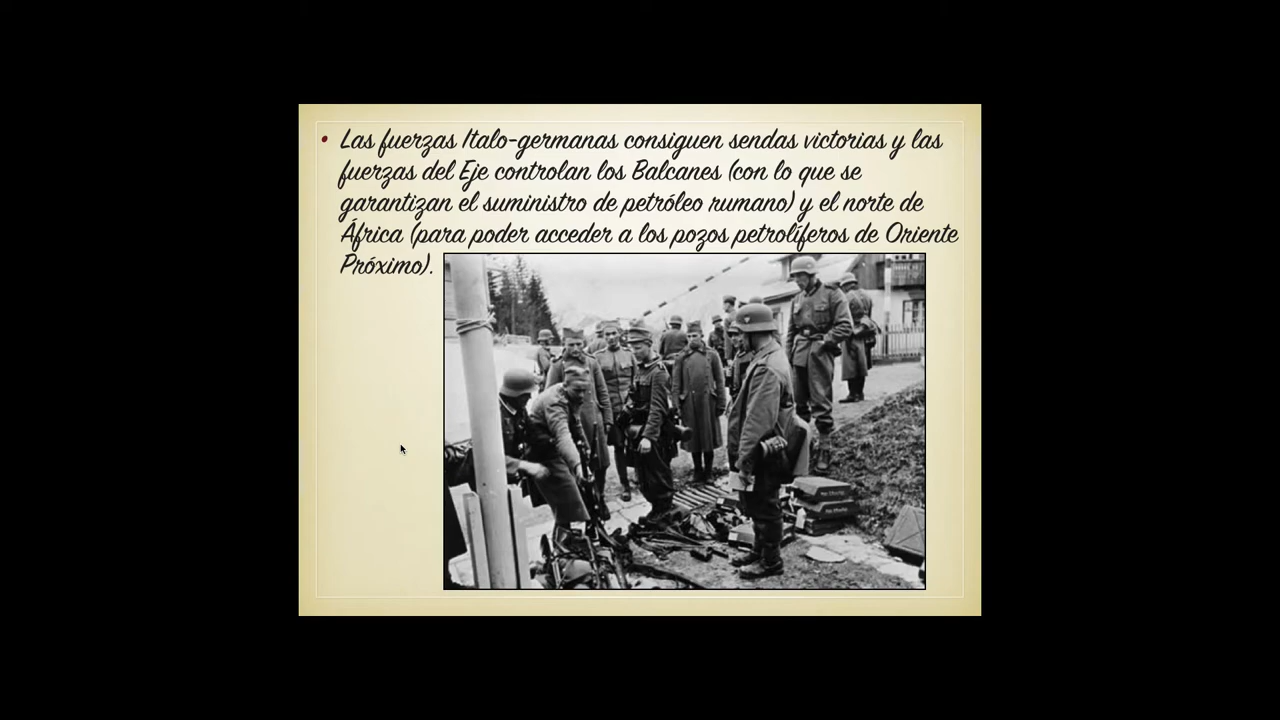 • Las fuerzas Italo-germanas consiguen sendas victorias y las
fuerzas del Eje controlan los Balcanes (con lo que se
garantizan el suministro de petróleo rumano) y el norte de
África (para poder acceder a los pozos petrolíferos de Oriente
Próximo).